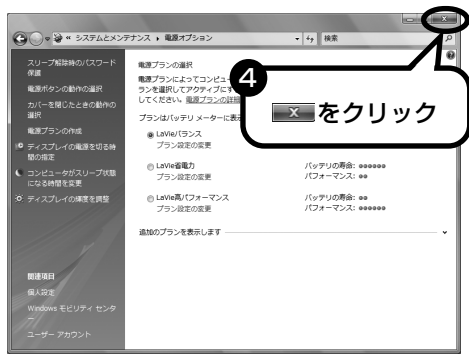 « システムとメンテナンス ▸ 電源オプション
検索
スリープ解除時のパスワード
保護
電源ボタンの動作の選択
カバーを閉じたときの動作の
選択
電源プランの作成
ディスプレイの電源を切る時
間の指定
コンピュータがスリープ状態
になる時間を変更
ディスプレイの輝度を調整
関連項目
個人設定
Windows モビリティ センタ
ー
ユーザー アカウント
電源プランの選択
電源プランによってコンピュー
ランを選択してアクティブにす
してください。電源プランの詳細
プランはバッテリ メーターに表示
LaVieバランス
プラン設定の変更
LaVie省電力
バッテリの寿命:
プラン設定の変更
パフォーマンス:
LaVie高パフォーマンス
バッテリの寿命:
プラン設定の変更
パフォーマンス:
追加のプランを表示します
4
x をクリック